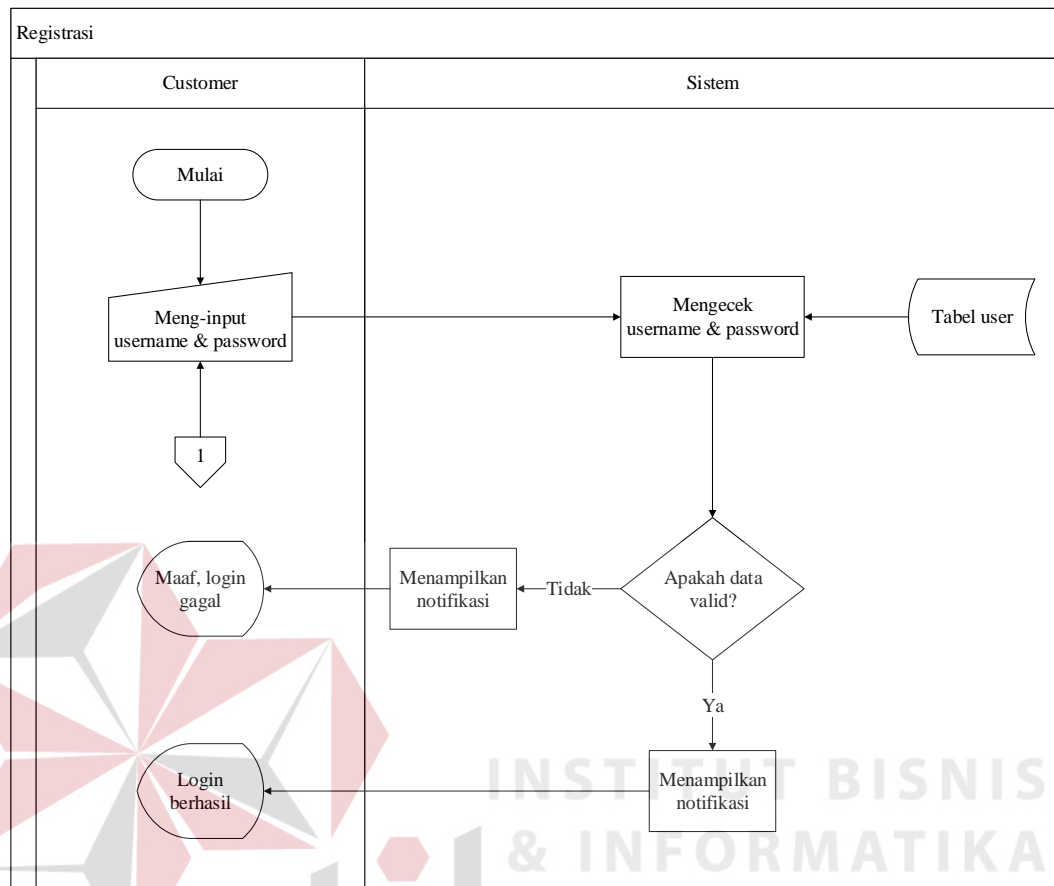 Registrasi
Customer
Sistem
Mulai
Meng-input
username & password
Mengecek
username & password
Tabel user
1
Maaf, login
gagal
Menampilkan
notifikasi
Tidak
Apakah data
valid?
Ya
Login
berhasil
Menampilkan
notifikasi
INSTITUT BISNIS
& INFORMATIKA